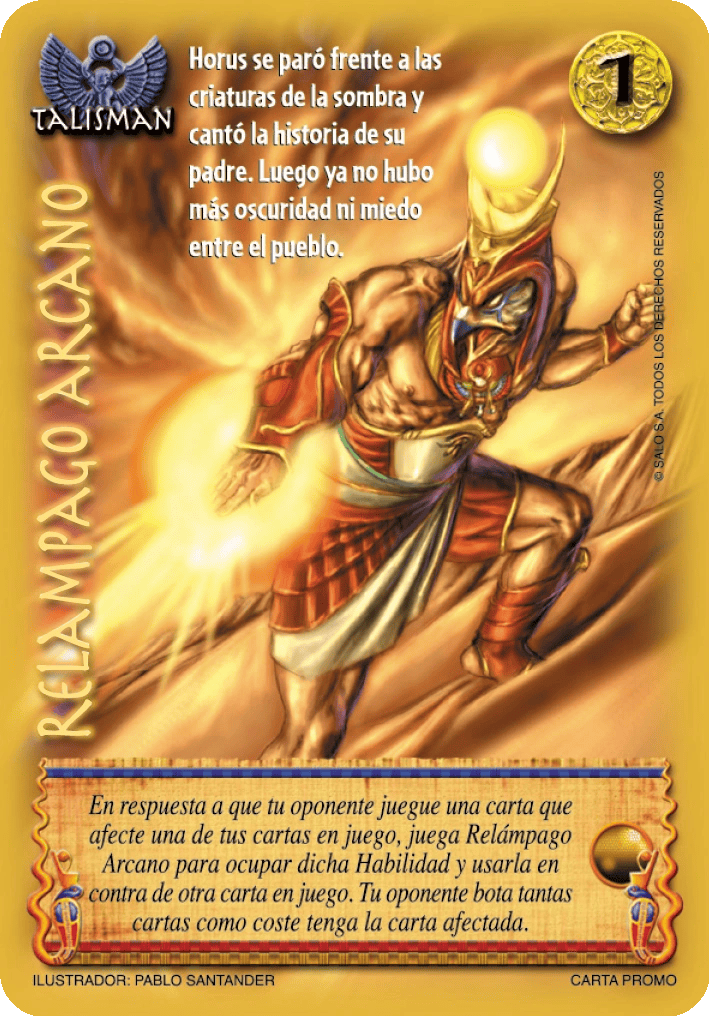 TALISMAN
1
Horus se paró frente a las
criaturas de la sombra y
cantó la historia de su
padre. Luego ya no hubo
más oscuridad ni miedo
entre el pueblo.
RELAMPAGO ARCANO
© SALO S.A. TODOS LOS DERECHOS RESERVADOS
En respuesta a que tu oponente juegue una carta que
afecte una de tus cartas en juego, juega Relámpago
Arcano para ocupar dicha Habilidad y usarla en
contra de otra carta en juego. Tu oponente bota tantas
cartas como coste tenga la carta afectada.
ILUSTRADOR: PABLO SANTANDER
CARTA PROMO